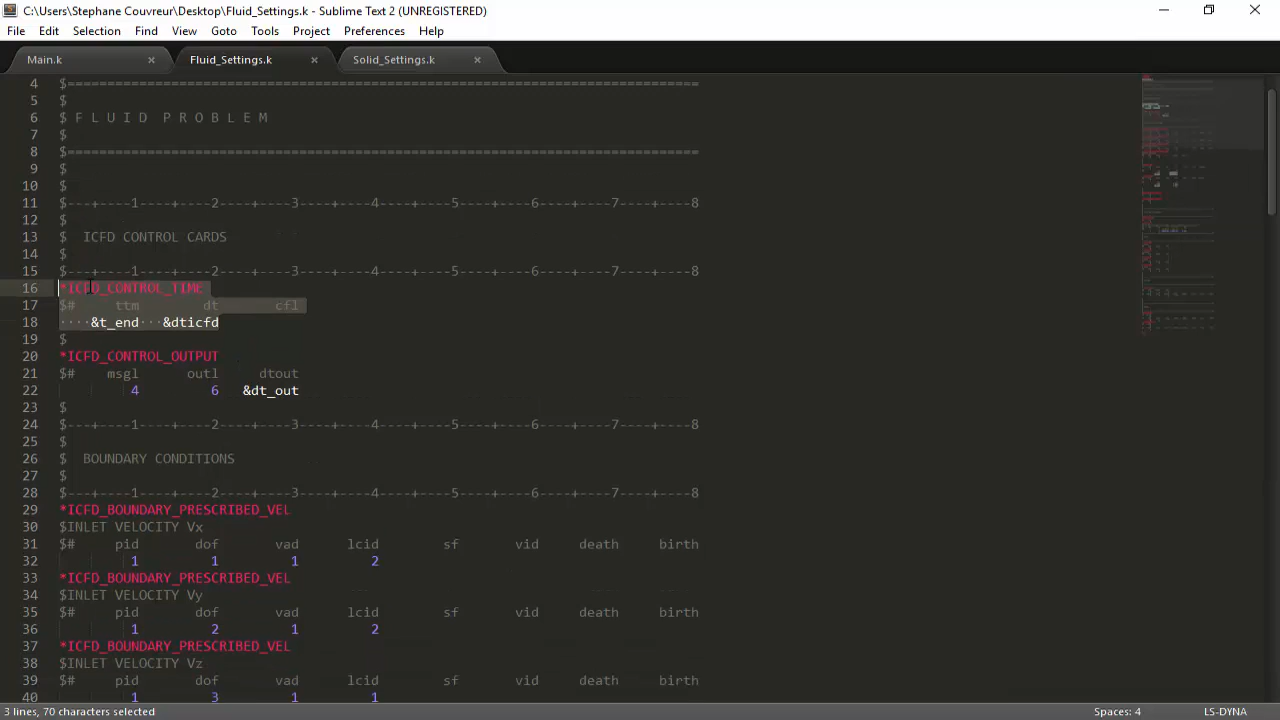 C:\Users\Stephane Couvreur\Desktop\Fluid_Settings.k - Sublime Text 2 (UNREGISTERED)
File Edit Selection Find View Goto Tools Project Preferences Help
Main.k Fluid_Settings.k Solid_Settings.k
4 $===============================================================================
5 $
6 $ F L U I D   P R O B L E M
7 $
8 $===============================================================================
9 $
10 $
11 $---+----1----+----2----+----3----+----4----+----5----+----6----+----7----+----8
12 $
13 $  ICFD CONTROL CARDS
14 $
15 $---+----1----+----2----+----3----+----4----+----5----+----6----+----7----+----8
16 *ICFD_CONTROL_TIME
17 $#     ttm        dt       cfl
18 ····&t_end···&dticfd
19 $
20 *ICFD_CONTROL_OUTPUT
21 $#    msgl      outl     dtout
22          4         6   &dt_out
23 $
24 $---+----1----+----2----+----3----+----4----+----5----+----6----+----7----+----8
25 $
26 $  BOUNDARY CONDITIONS
27 $
28 $---+----1----+----2----+----3----+----4----+----5----+----6----+----7----+----8
29 *ICFD_BOUNDARY_PRESCRIBED_VEL
30 $INLET VELOCITY Vx
31 $#     pid       dof       vad      lcid        sf       vid     death     birth
32          1         1         1         2
33 *ICFD_BOUNDARY_PRESCRIBED_VEL
34 $INLET VELOCITY Vy
35 $#     pid       dof       vad      lcid        sf       vid     death     birth
36          1         2         1         2
37 *ICFD_BOUNDARY_PRESCRIBED_VEL
38 $INLET VELOCITY Vz
39 $#     pid       dof       vad      lcid        sf       vid     death     birth
40          1         3         1         1
3 lines, 70 characters selected Spaces: 4 LS-DYNA